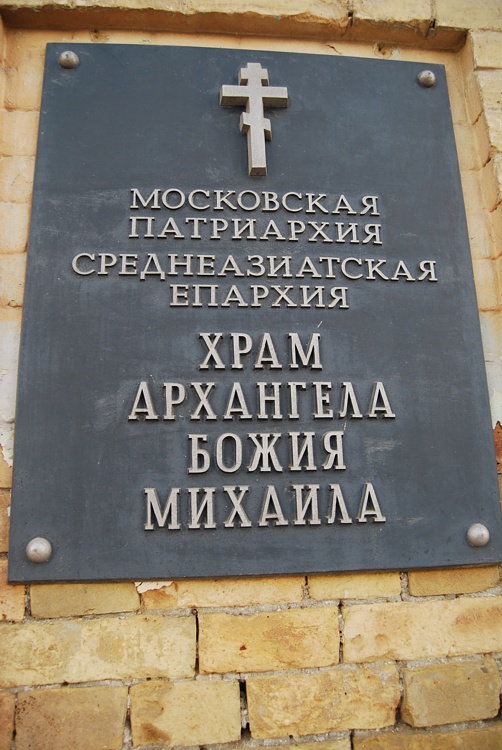 МОСКОВСКАЯ
ПАТРИАРХИЯ
СРЕДНЕАЗИАТСКАЯ
ЕПАРХИЯ
ХРАМ
АРХАНГЕЛА
БОЖИЯ
МИХАИЛА